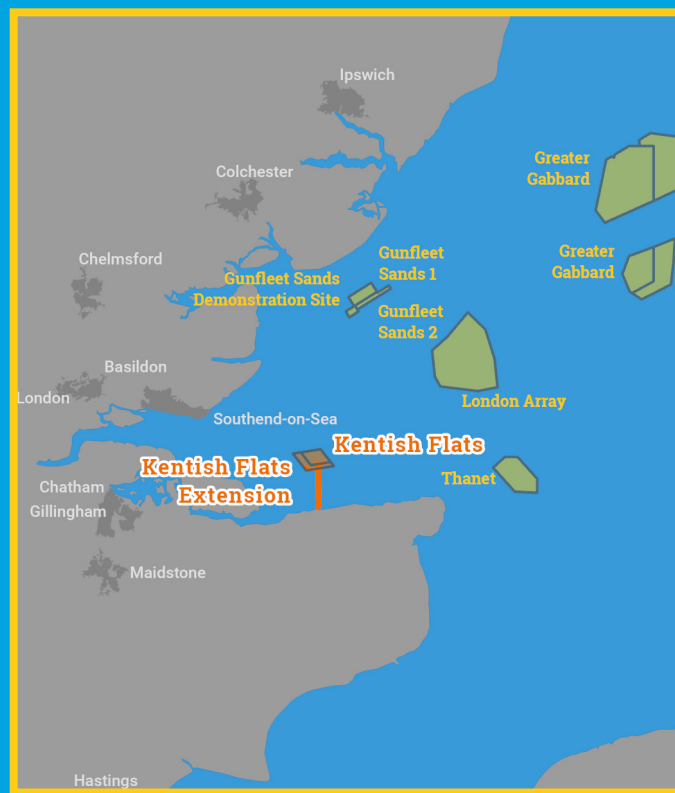 Ipswich
Greater
Gabbard
Colchester
Gunfleet
Sands 1
Greater
Gabbard
Chelmsford
Gunfleet Sands
Demonstration Site
Gunfleet
Sands 2
Basildon
London
London Array
Southend-on-Sea
Kentish Flats
Kentish Flats
Extension
Thanet
Chatham
Gillingham
Maidstone
Hastings